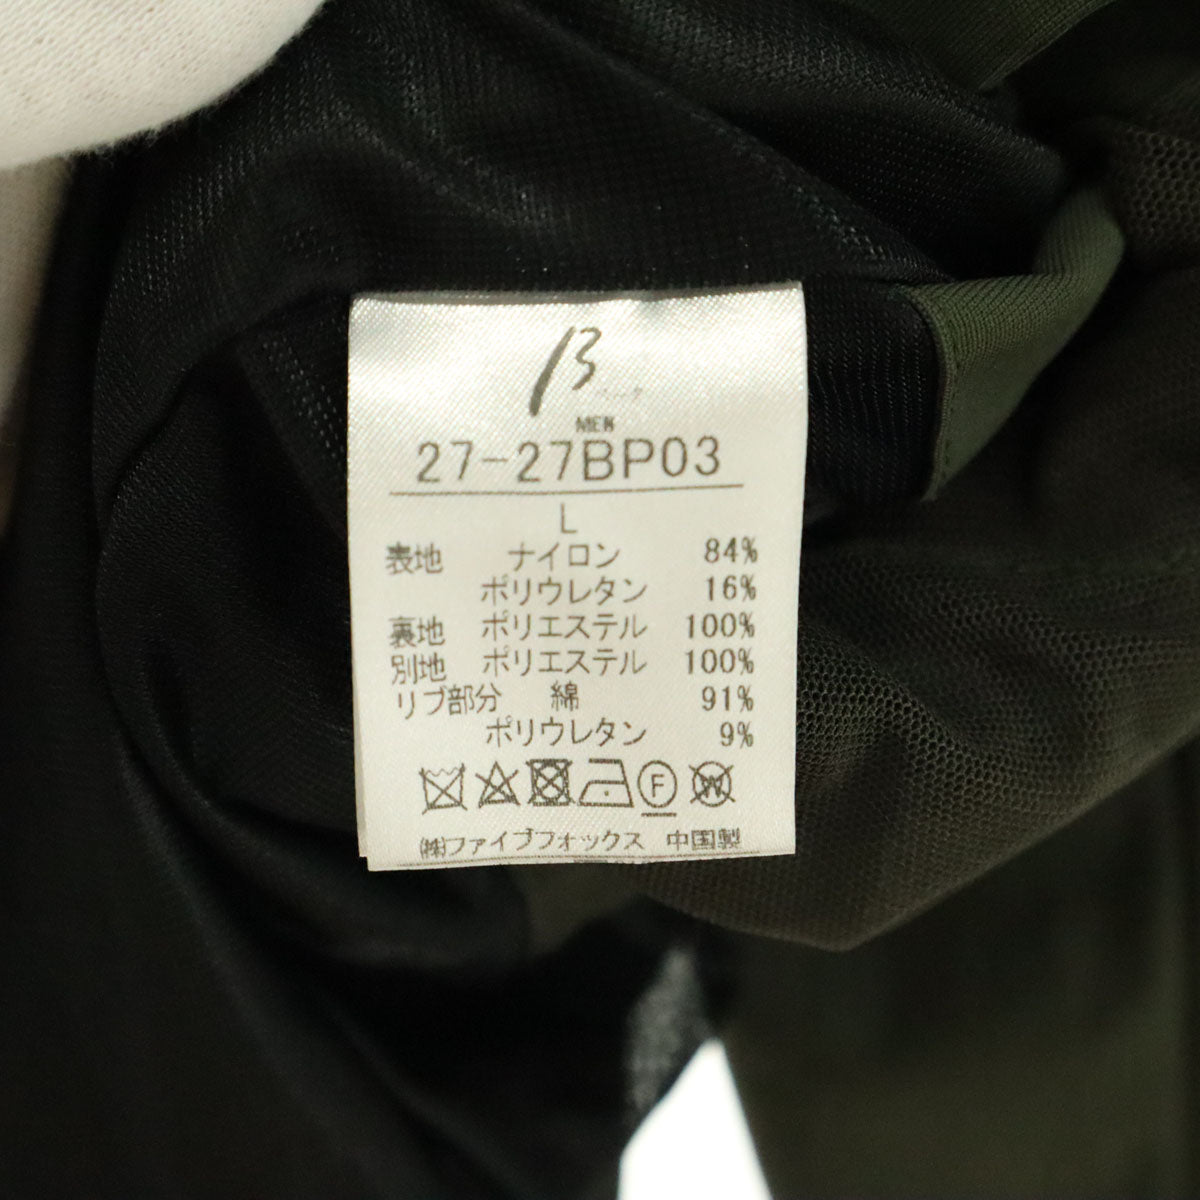 β
MEN
27-27BP03
L
表地 ナイロン 84%
ポリウレタン 16%
裏地 ポリエステル 100%
別地 ポリエステル 100%
リブ部分 綿 91%
ポリウレタン 9%
F W
㈱ファイブフォックス 中国製